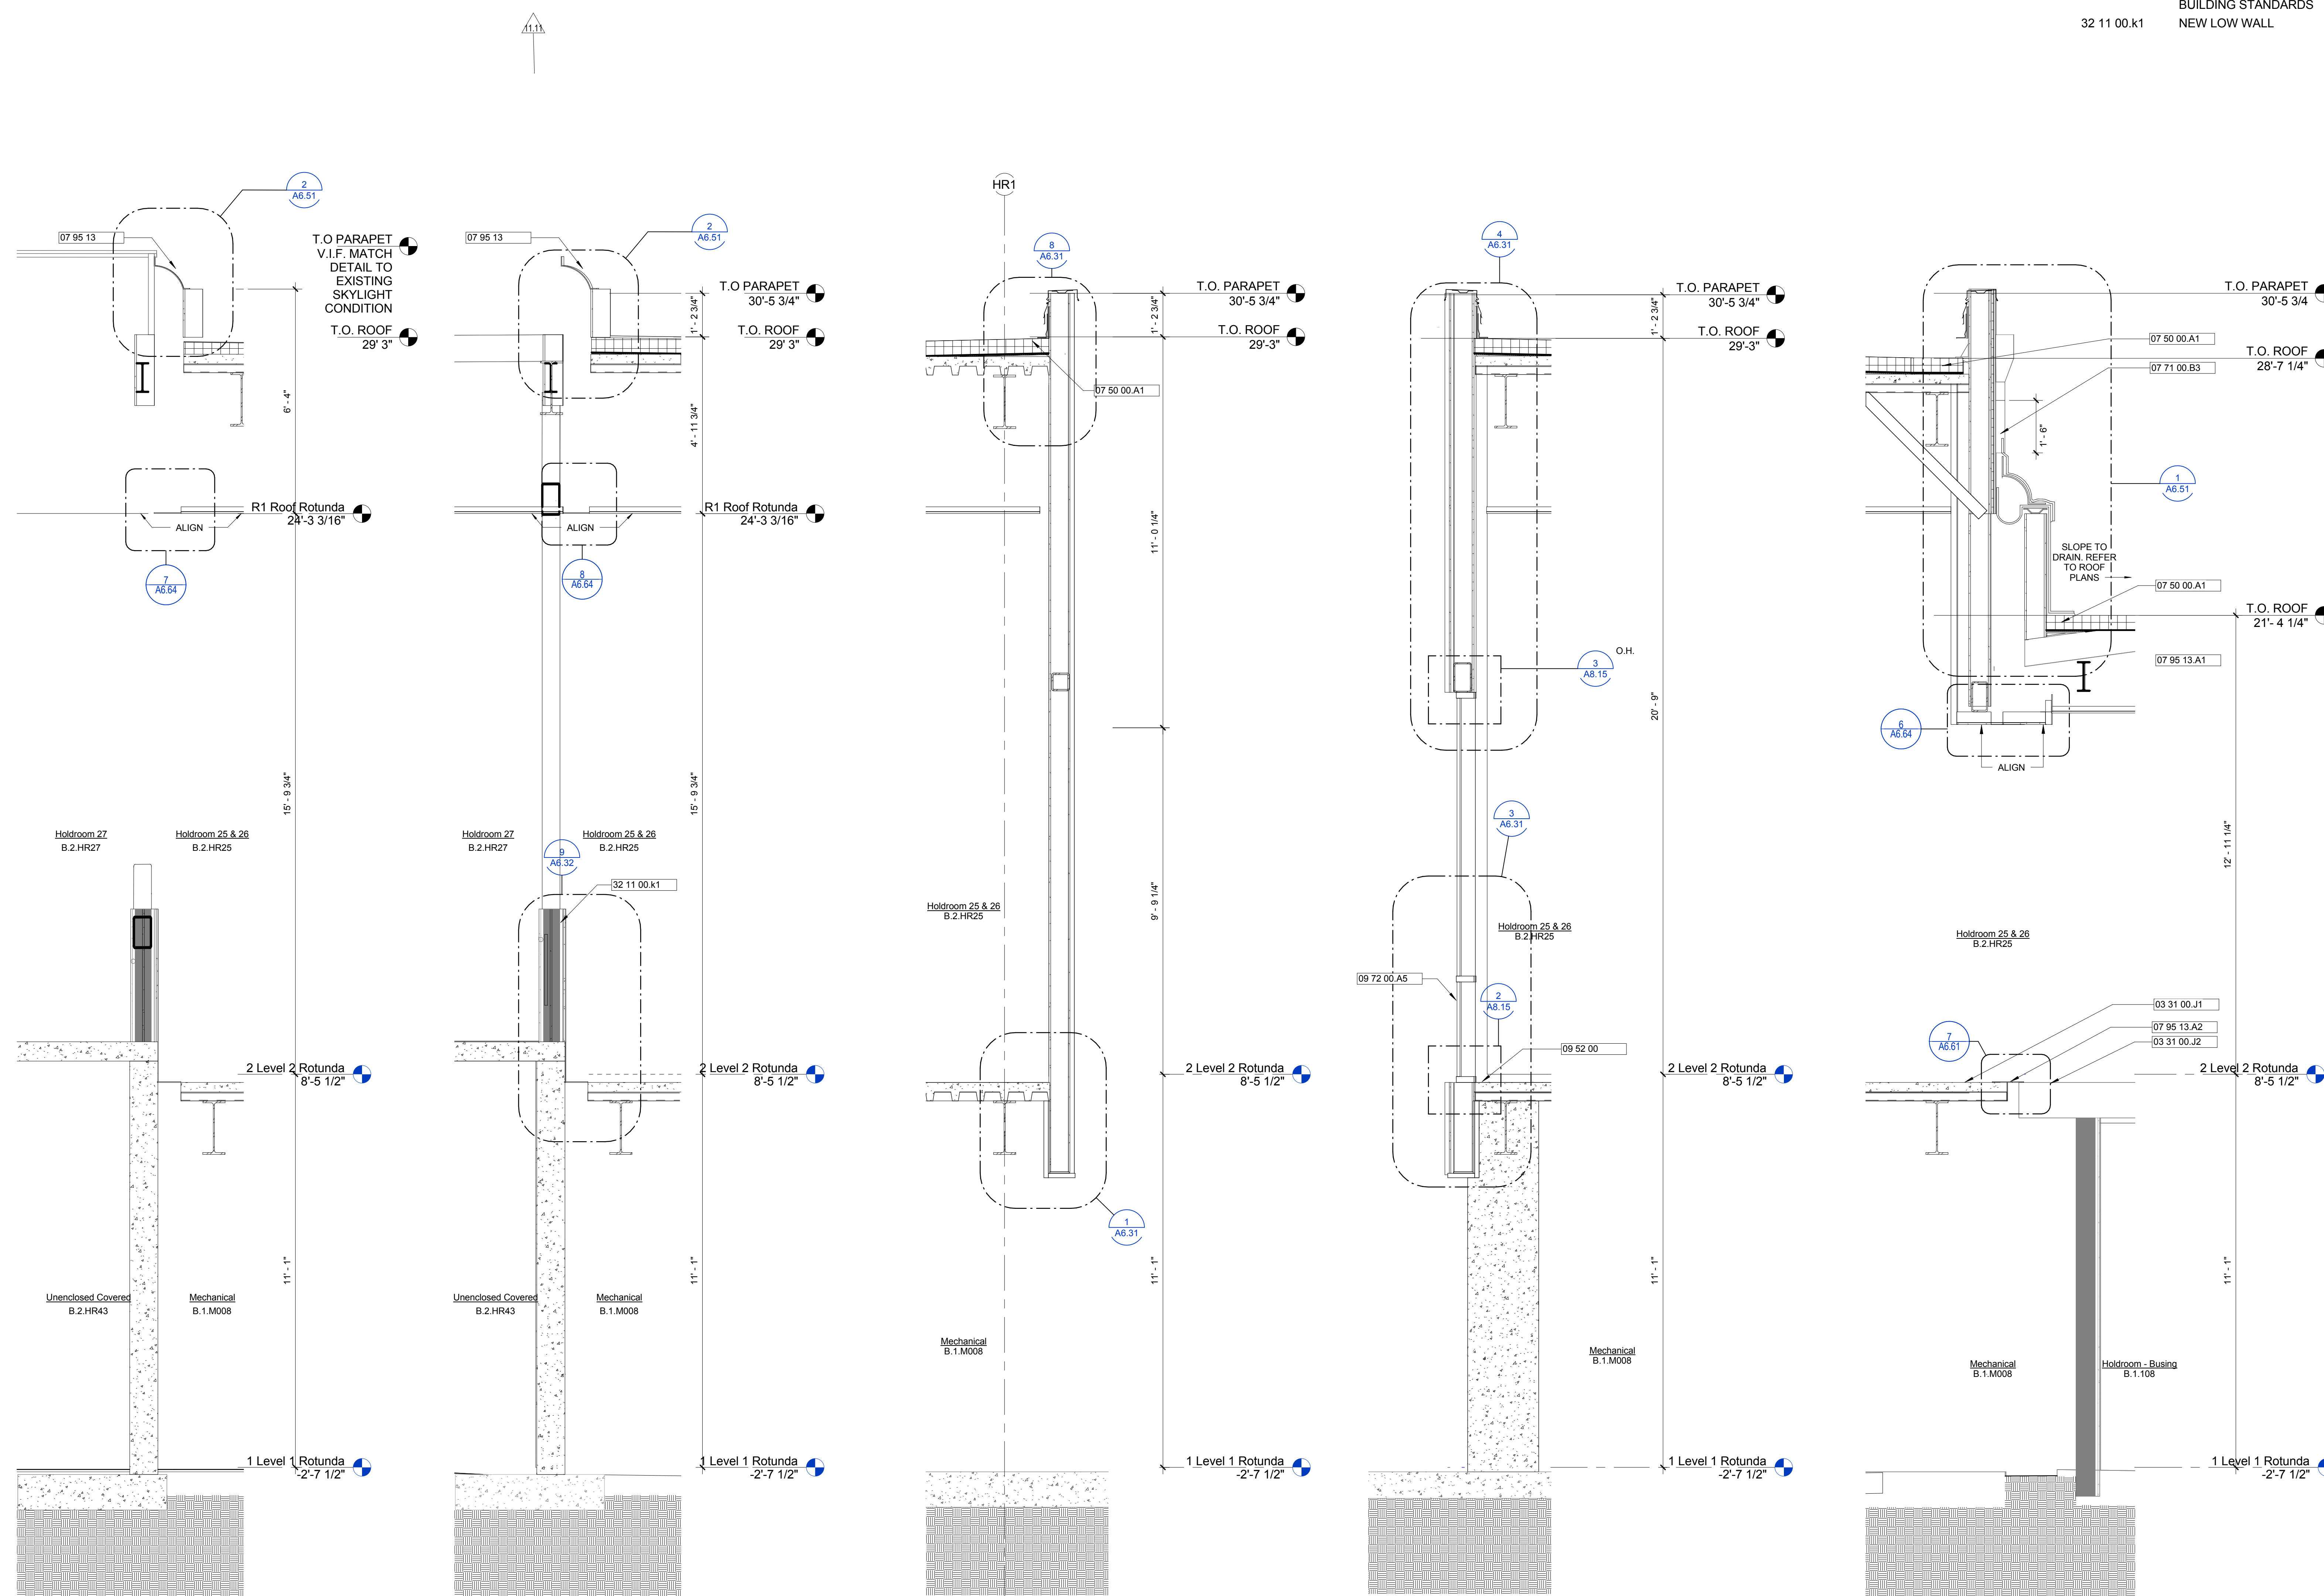 BUILDING STANDARDS
32 11 00.k1 NEW LOW WALL
11.11
2
A6.51
07 95 13
T.O PARAPET
V.I.F. MATCH
DETAIL TO
EXISTING
SKYLIGHT
CONDITION
T.O. ROOF
29' 3"
6' - 4"
R1 Roof Rotunda
24'-3 3/16"
ALIGN
7
A6.64
15' - 9 3/4"
Holdroom 27
B.2.HR27
Holdroom 25 & 26
B.2.HR25
2 Level 2 Rotunda
8'-5 1/2"
11' - 1"
Unenclosed Covered
B.2.HR43
Mechanical
B.1.M008
1 Level 1 Rotunda
-2'-7 1/2"
2
A6.51
07 95 13
T.O PARAPET
30'-5 3/4"
1' - 2 3/4"
T.O. ROOF
29' 3"
4' - 11 3/4"
R1 Roof Rotunda
24'-3 3/16"
ALIGN
8
A6.64
15' - 9 3/4"
Holdroom 27
B.2.HR27
Holdroom 25 & 26
B.2.HR25
9
A6.32
32 11 00.k1
2 Level 2 Rotunda
8'-5 1/2"
11' - 1"
Unenclosed Covered
B.2.HR43
Mechanical
B.1.M008
1 Level 1 Rotunda
-2'-7 1/2"
HR1
8
A6.31
T.O. PARAPET
30'-5 3/4"
1' - 2 3/4"
T.O. ROOF
29'-3"
07 50 00.A1
11' - 0 1/4"
9' - 9 1/4"
Holdroom 25 & 26
B.2.HR25
2 Level 2 Rotunda
8'-5 1/2"
1
A6.31
11' - 1"
Mechanical
B.1.M008
1 Level 1 Rotunda
-2'-7 1/2"
4
A6.31
T.O. PARAPET
30'-5 3/4"
1' - 2 3/4"
T.O. ROOF
29'-3"
O.H.
3
A8.15
20' - 9"
3
A6.31
Holdroom 25 & 26
B.2.HR25
09 72 00.A5
2
A8.15
09 52 00
2 Level 2 Rotunda
8'-5 1/2"
11' - 1"
Mechanical
B.1.M008
1 Level 1 Rotunda
-2'-7 1/2"
T.O. PARAPET
30'-5 3/4
07 50 00.A1
T.O. ROOF
28'-7 1/4"
07 71 00.B3
1' - 6"
1
A6.51
SLOPE TO
DRAIN. REFER
TO ROOF
PLANS
07 50 00.A1
T.O. ROOF
21'- 4 1/4"
07 95 13.A1
6
A6.64
ALIGN
12' - 11 1/4"
Holdroom 25 & 26
B.2.HR25
03 31 00.J1
07 95 13.A2
03 31 00.J2
7
A6.61
2 Level 2 Rotunda
8'-5 1/2"
11' - 1"
Mechanical
B.1.M008
Holdroom - Busing
B.1.108
1 Level 1 Rotunda
-2'-7 1/2"